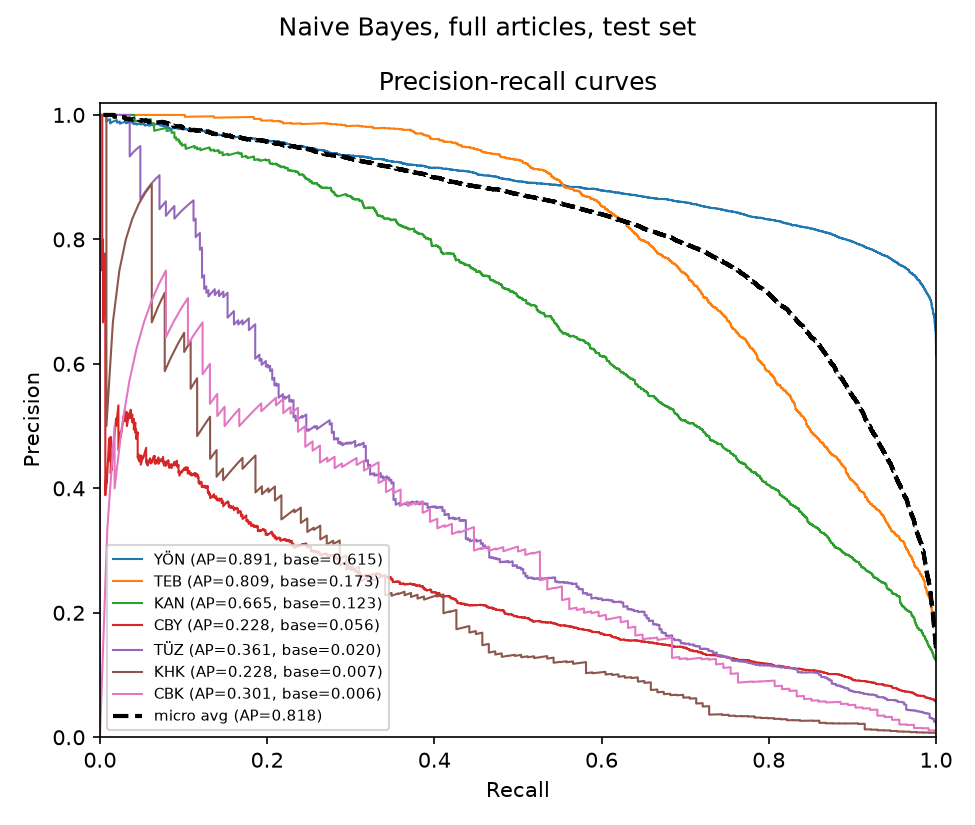 Naive Bayes, full articles, test set
Precision-recall curves
Precision
1.0
0.8
0.6
0.4
0.2
0.0
YÖN (AP=0.891, base=0.615)
TEB (AP=0.809, base=0.173)
KAN (AP=0.665, base=0.123)
CBY (AP=0.228, base=0.056)
TÜZ (AP=0.361, base=0.020)
KHK (AP=0.228, base=0.007)
CBK (AP=0.301, base=0.006)
micro avg (AP=0.818)
0.0 0.2 0.4 0.6 0.8 1.0
Recall